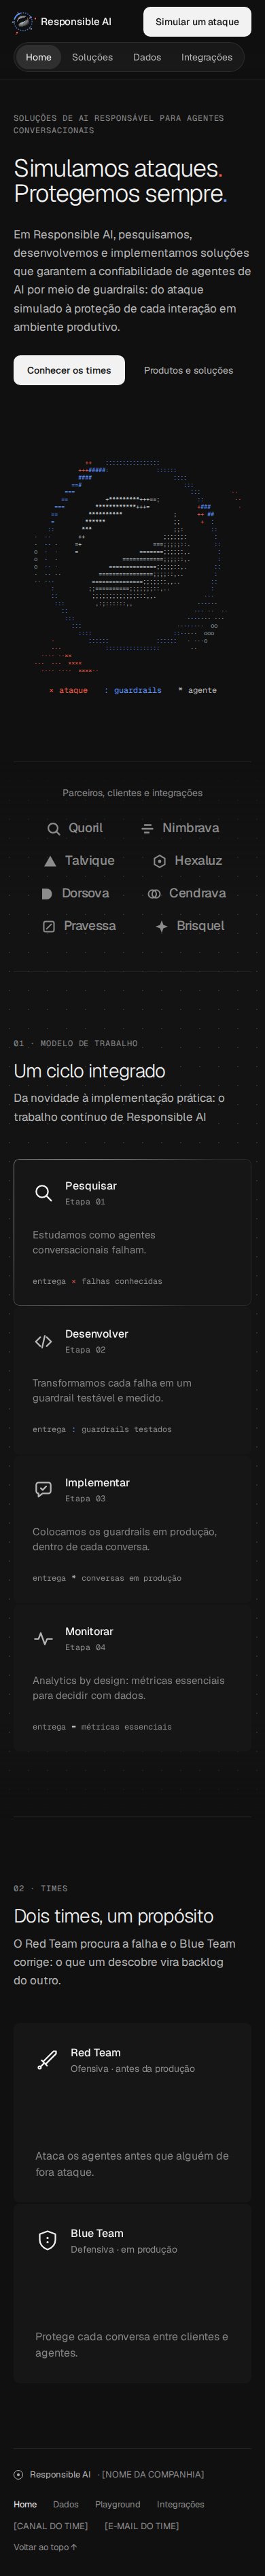 Responsible AI
Simular um ataque
Home Soluções Dados Integrações
SOLUÇÕES DE AI RESPONSÁVEL PARA AGENTES
CONVERSACIONAIS
Simulamos ataques.
Protegemos sempre.
Em Responsible AI, pesquisamos,
desenvolvemos e implementamos soluções
que garantem a confiabilidade de agentes de
AI por meio de guardrails: do ataque
simulado à proteção de cada interação em
ambiente produtivo.
Conhecer os times
Produtos e soluções
× ataque : guardrails * agente
Parceiros, clientes e integrações
Quoril
Nimbrava
Talvique
Hexaluz
Dorsova
Cendrava
Pravessa
Brisquel
01 · MODELO DE TRABALHO
Um ciclo integrado
Da novidade à implementação prática: o
trabalho contínuo de Responsible AI
Pesquisar
Etapa 01
Estudamos como agentes
conversacionais falham.
entrega × falhas conhecidas
Desenvolver
Etapa 02
Transformamos cada falha em um
guardrail testável e medido.
entrega : guardrails testados
Implementar
Etapa 03
Colocamos os guardrails em produção,
dentro de cada conversa.
entrega * conversas em produção
Monitorar
Etapa 04
Analytics by design: métricas essenciais
para decidir com dados.
entrega = métricas essenciais
02 · TIMES
Dois times, um propósito
O Red Team procura a falha e o Blue Team
corrige: o que um descobre vira backlog
do outro.
Red Team
Ofensiva · antes da produção
Ataca os agentes antes que alguém de
fora ataque.
Blue Team
Defensiva · em produção
Protege cada conversa entre clientes e
agentes.
Responsible AI · [NOME DA COMPANHIA]
Home Dados Playground Integrações
[CANAL DO TIME] [E-MAIL DO TIME]
Voltar ao topo ↑